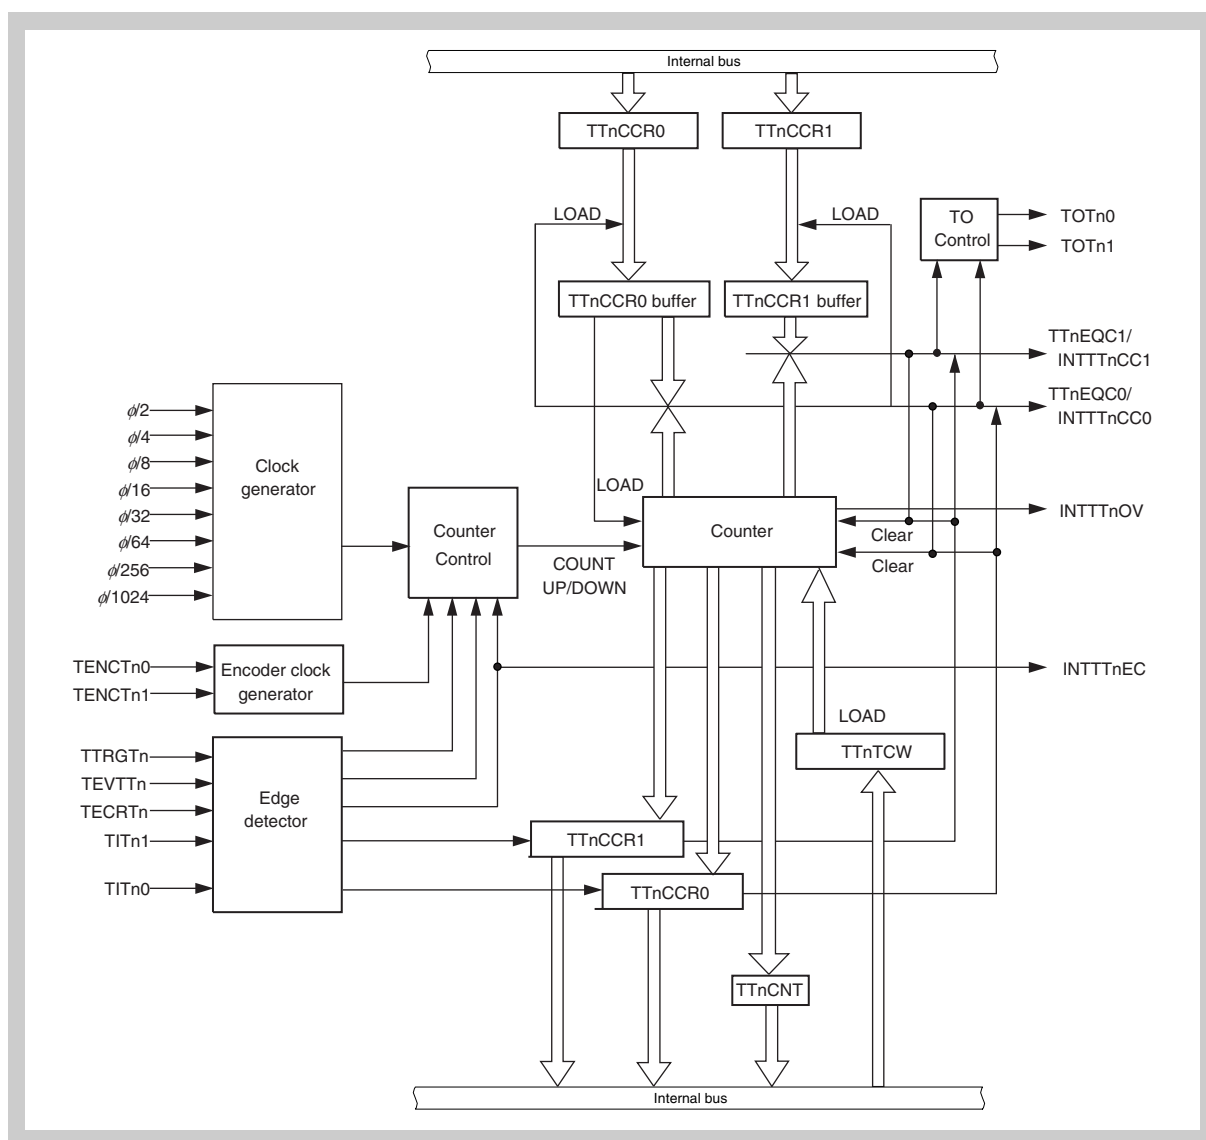 Internal bus
TTnCCR0
TTnCCR1
LOAD
LOAD
TO
Control
TOTn0
TOTn1
TTnCCR0 buffer
TTnCCR1 buffer
TTnEQC1/
INTTTnCC1
TTnEQC0/
INTTTnCC0
ϕ/2
ϕ/4
ϕ/8
ϕ/16
ϕ/32
ϕ/64
ϕ/256
ϕ/1024
Clock
generator
Counter
Control
LOAD
COUNT
UP/DOWN
Counter
Clear
Clear
INTTTnOV
TENCTn0
TENCTn1
Encoder clock
generator
INTTTnEC
LOAD
TTnTCW
TTRGTn
TEVTTn
TECRTn
TITn1
TITn0
Edge
detector
TTnCCR1
TTnCCR0
TTnCNT
Internal bus